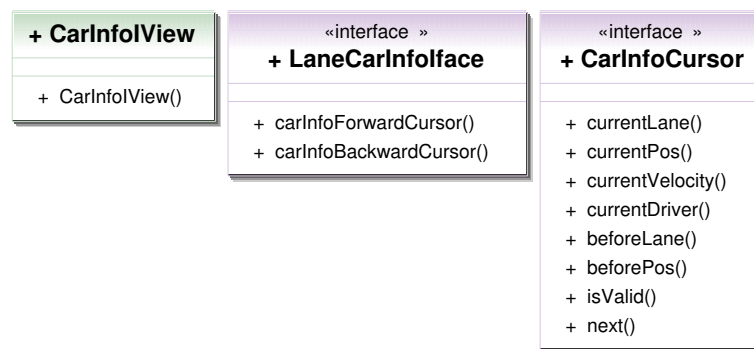 + CarInfoIView
+ CarInfoIView()
«interface »
+ LaneCarInfoIface
+ carInfoForwardCursor()
+ carInfoBackwardCursor()
«interface »
+ CarInfoCursor
+ currentLane()
+ currentPos()
+ currentVelocity()
+ currentDriver()
+ beforeLane()
+ beforePos()
+ isValid()
+ next()